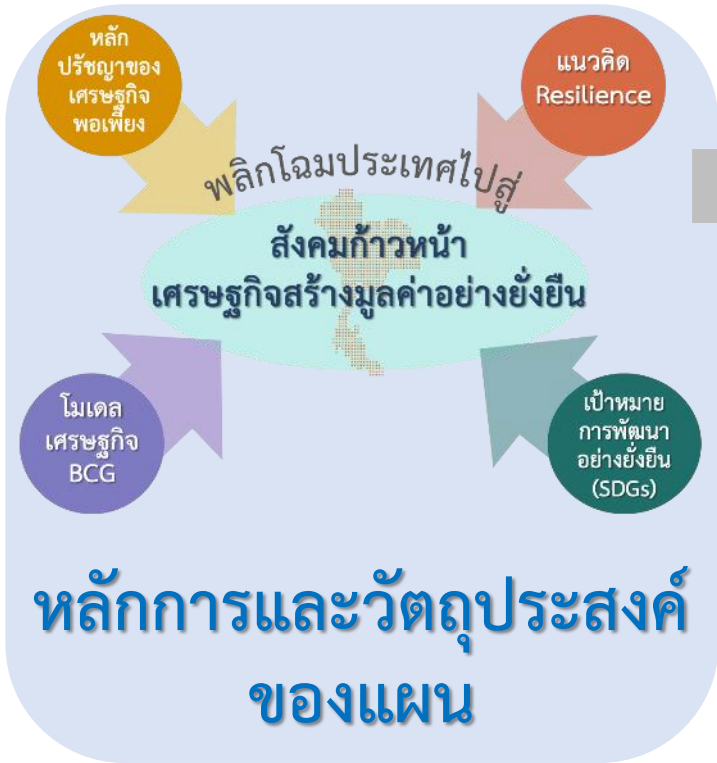 หลัก
ปรัชญาของ
เศรษฐกิจ
พอเพียง
แนวคิด
Resilience
พลิกโฉมประเทศไปสู่
สังคมก้าวหน้า
เศรษฐกิจสร้างมูลค่าอย่างยั่งยืน
โมเดล
เศรษฐกิจ
BCG
เป้าหมาย
การพัฒนา
อย่างยั่งยืน
(SDGs)
หลักการและวัตถุประสงค์
ของแผน